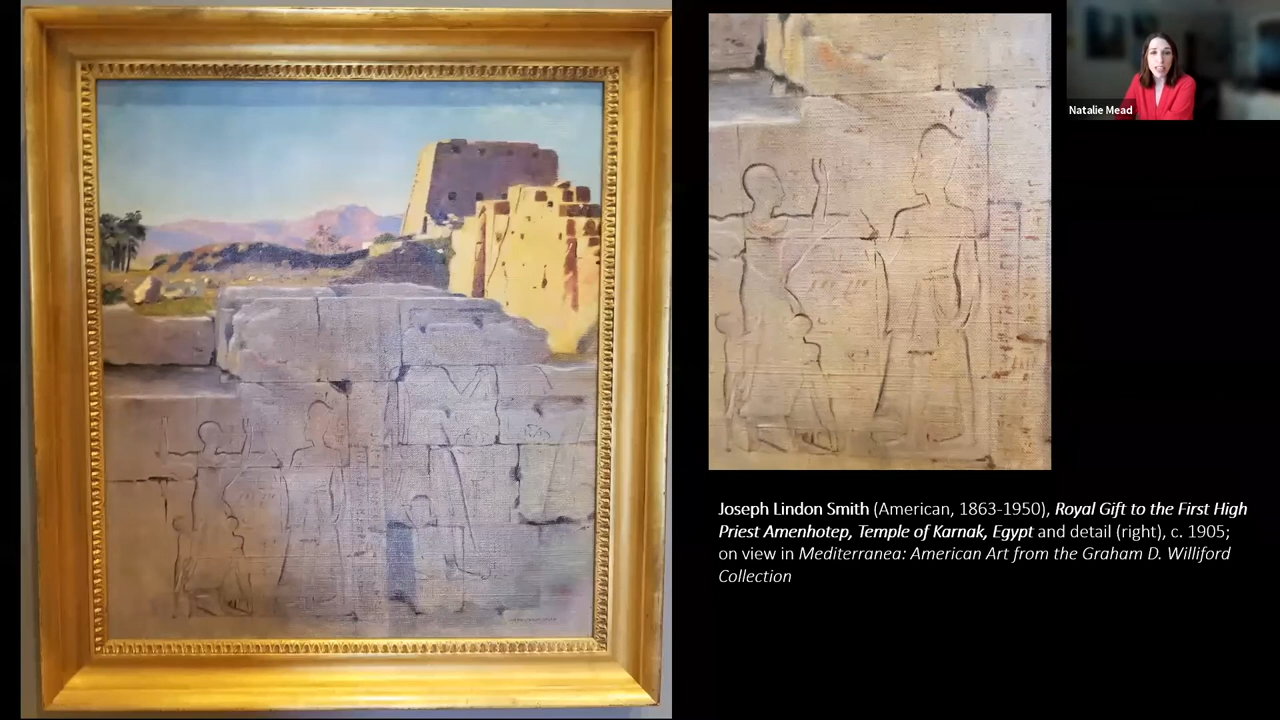 Natalie Mead
Joseph Lindon Smith (American, 1863-1950), Royal Gift to the First High
Priest Amenhotep, Temple of Karnak, Egypt and detail (right), c. 1905;
on view in Mediterranea: American Art from the Graham D. Williford
Collection